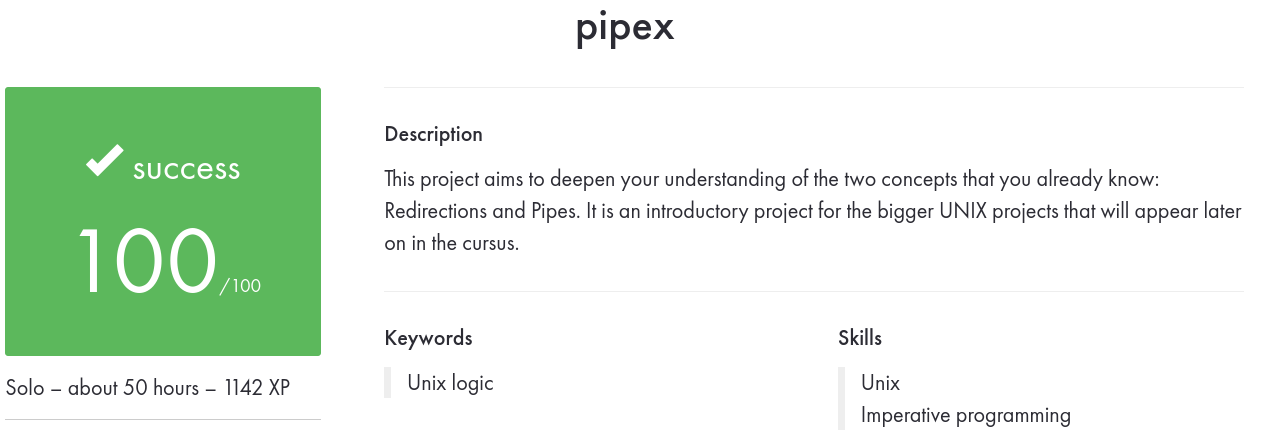 pipex
success
100/100
Solo – about 50 hours – 1142 XP
Description
This project aims to deepen your understanding of the two concepts that you already know:
Redirections and Pipes. It is an introductory project for the bigger UNIX projects that will appear later
on in the cursus.
Keywords
Unix logic
Skills
Unix
Imperative programming